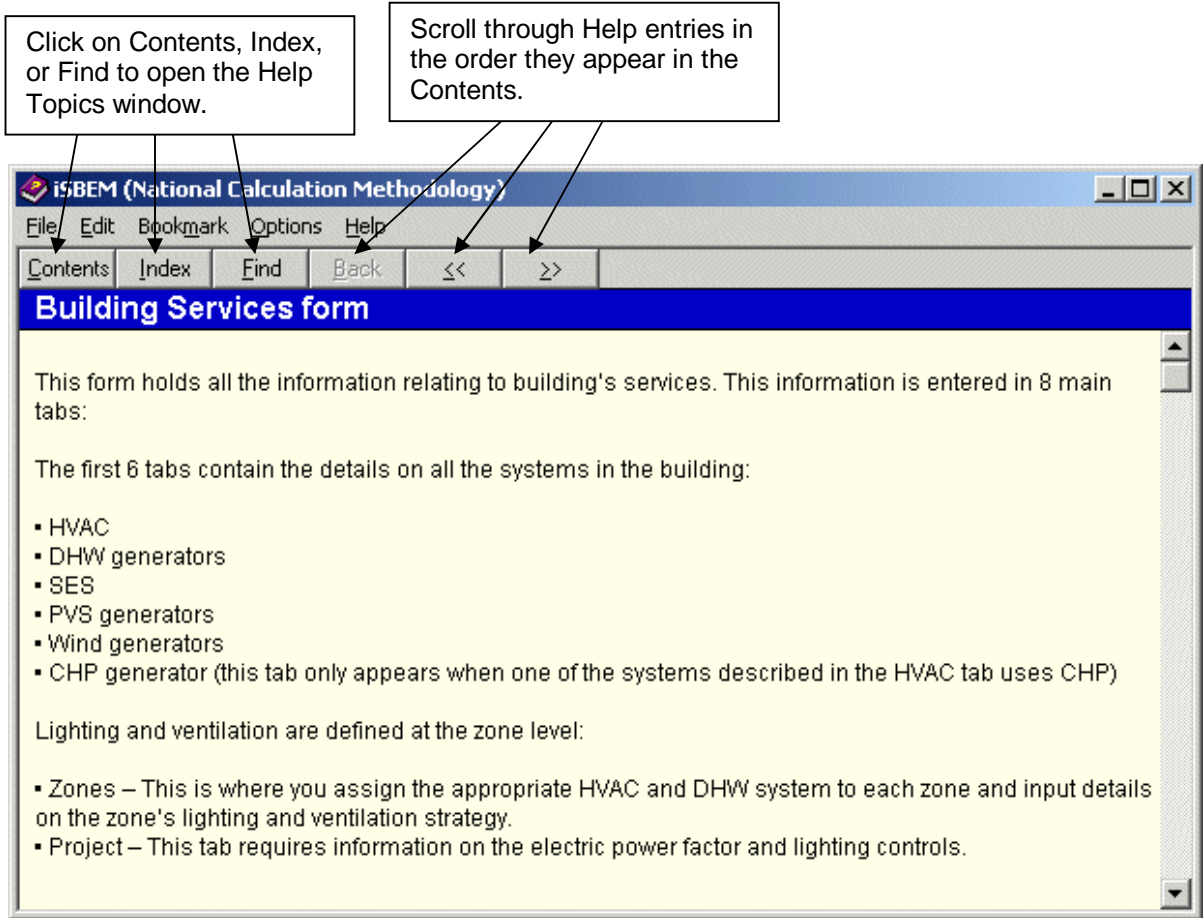 Click on Contents, Index,
or Find to open the Help
Topics window.
Scroll through Help entries in
the order they appear in the
Contents.
iSBEM (National Calculation Methodology)
File Edit Bookmark Options Help
Contents Index Find Back << >>
Building Services form
This form holds all the information relating to building's services. This information is entered in 8 main
tabs:
The first 6 tabs contain the details on all the systems in the building:
▪ HVAC
▪ DHW generators
▪ SES
▪ PVS generators
▪ Wind generators
▪ CHP generator (this tab only appears when one of the systems described in the HVAC tab uses CHP)
Lighting and ventilation are defined at the zone level:
▪ Zones – This is where you assign the appropriate HVAC and DHW system to each zone and input details
on the zone's lighting and ventilation strategy.
▪ Project – This tab requires information on the electric power factor and lighting controls.